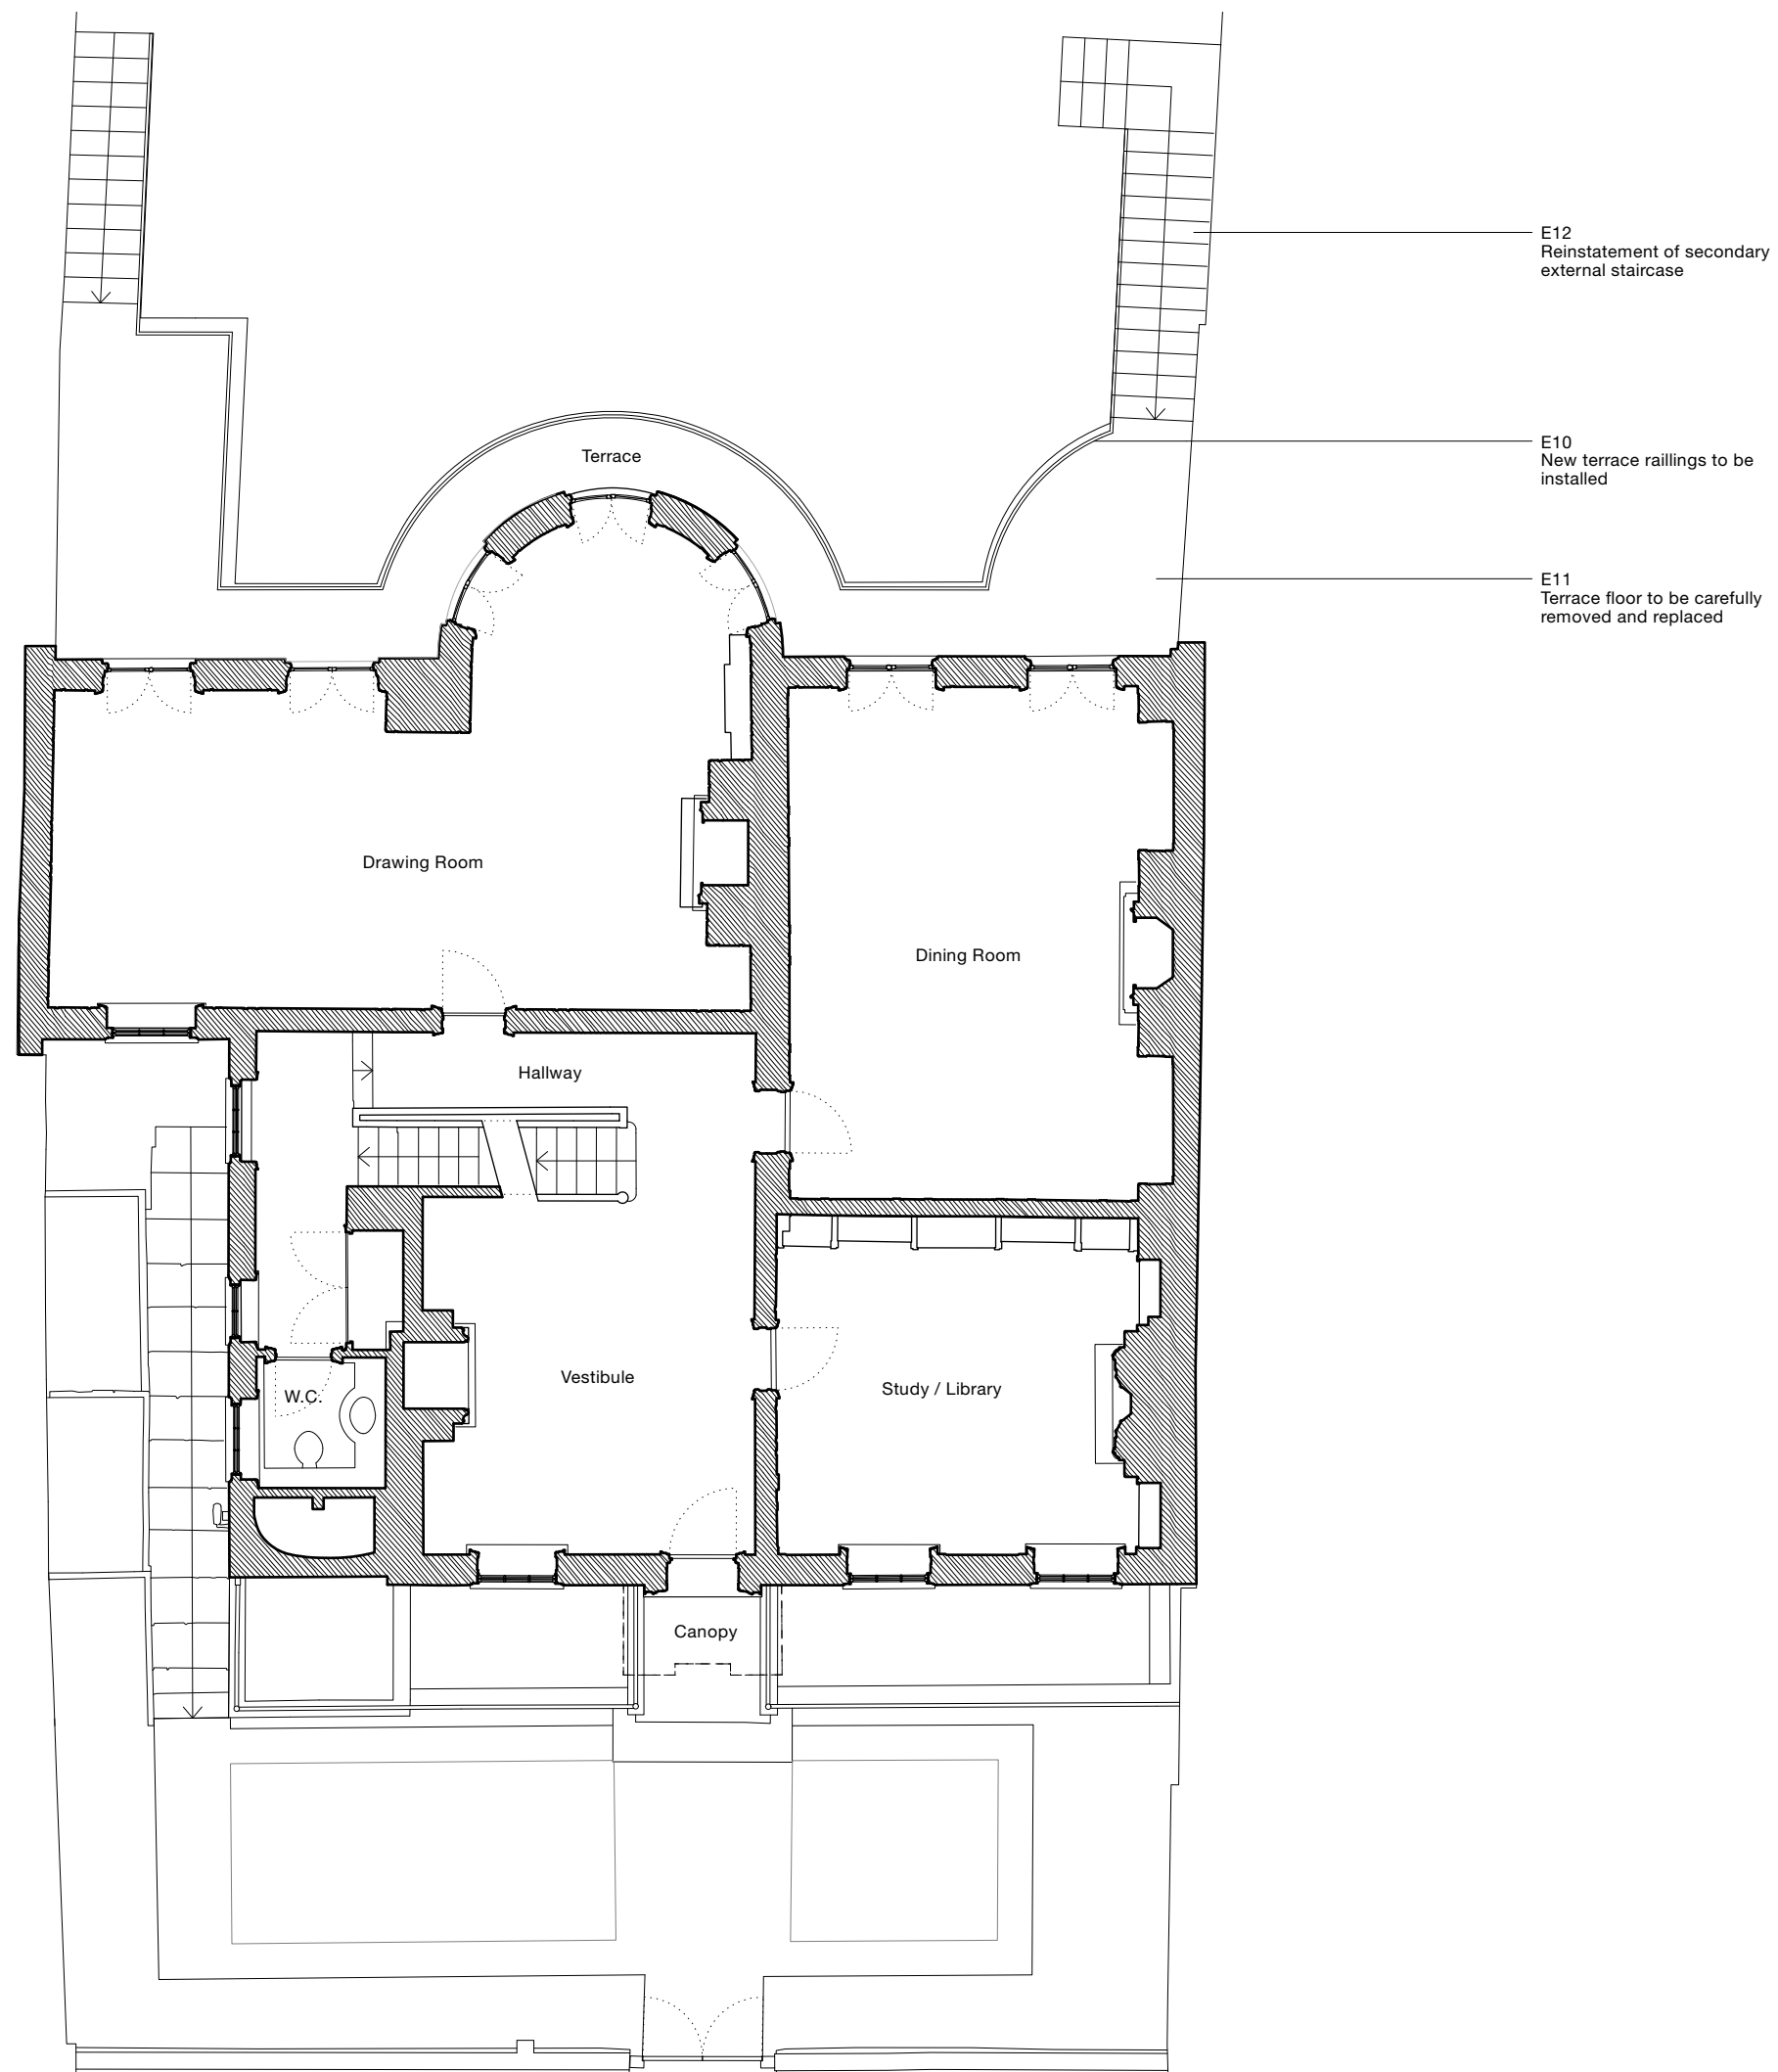 E12
Reinstatement of secondary
external staircase
E10
New terrace raillings to be
installed
Terrace
E11
Terrace floor to be carefully
removed and replaced
Drawing Room
Dining Room
Hallway
Vestibule
Study / Library
W.C.
Canopy